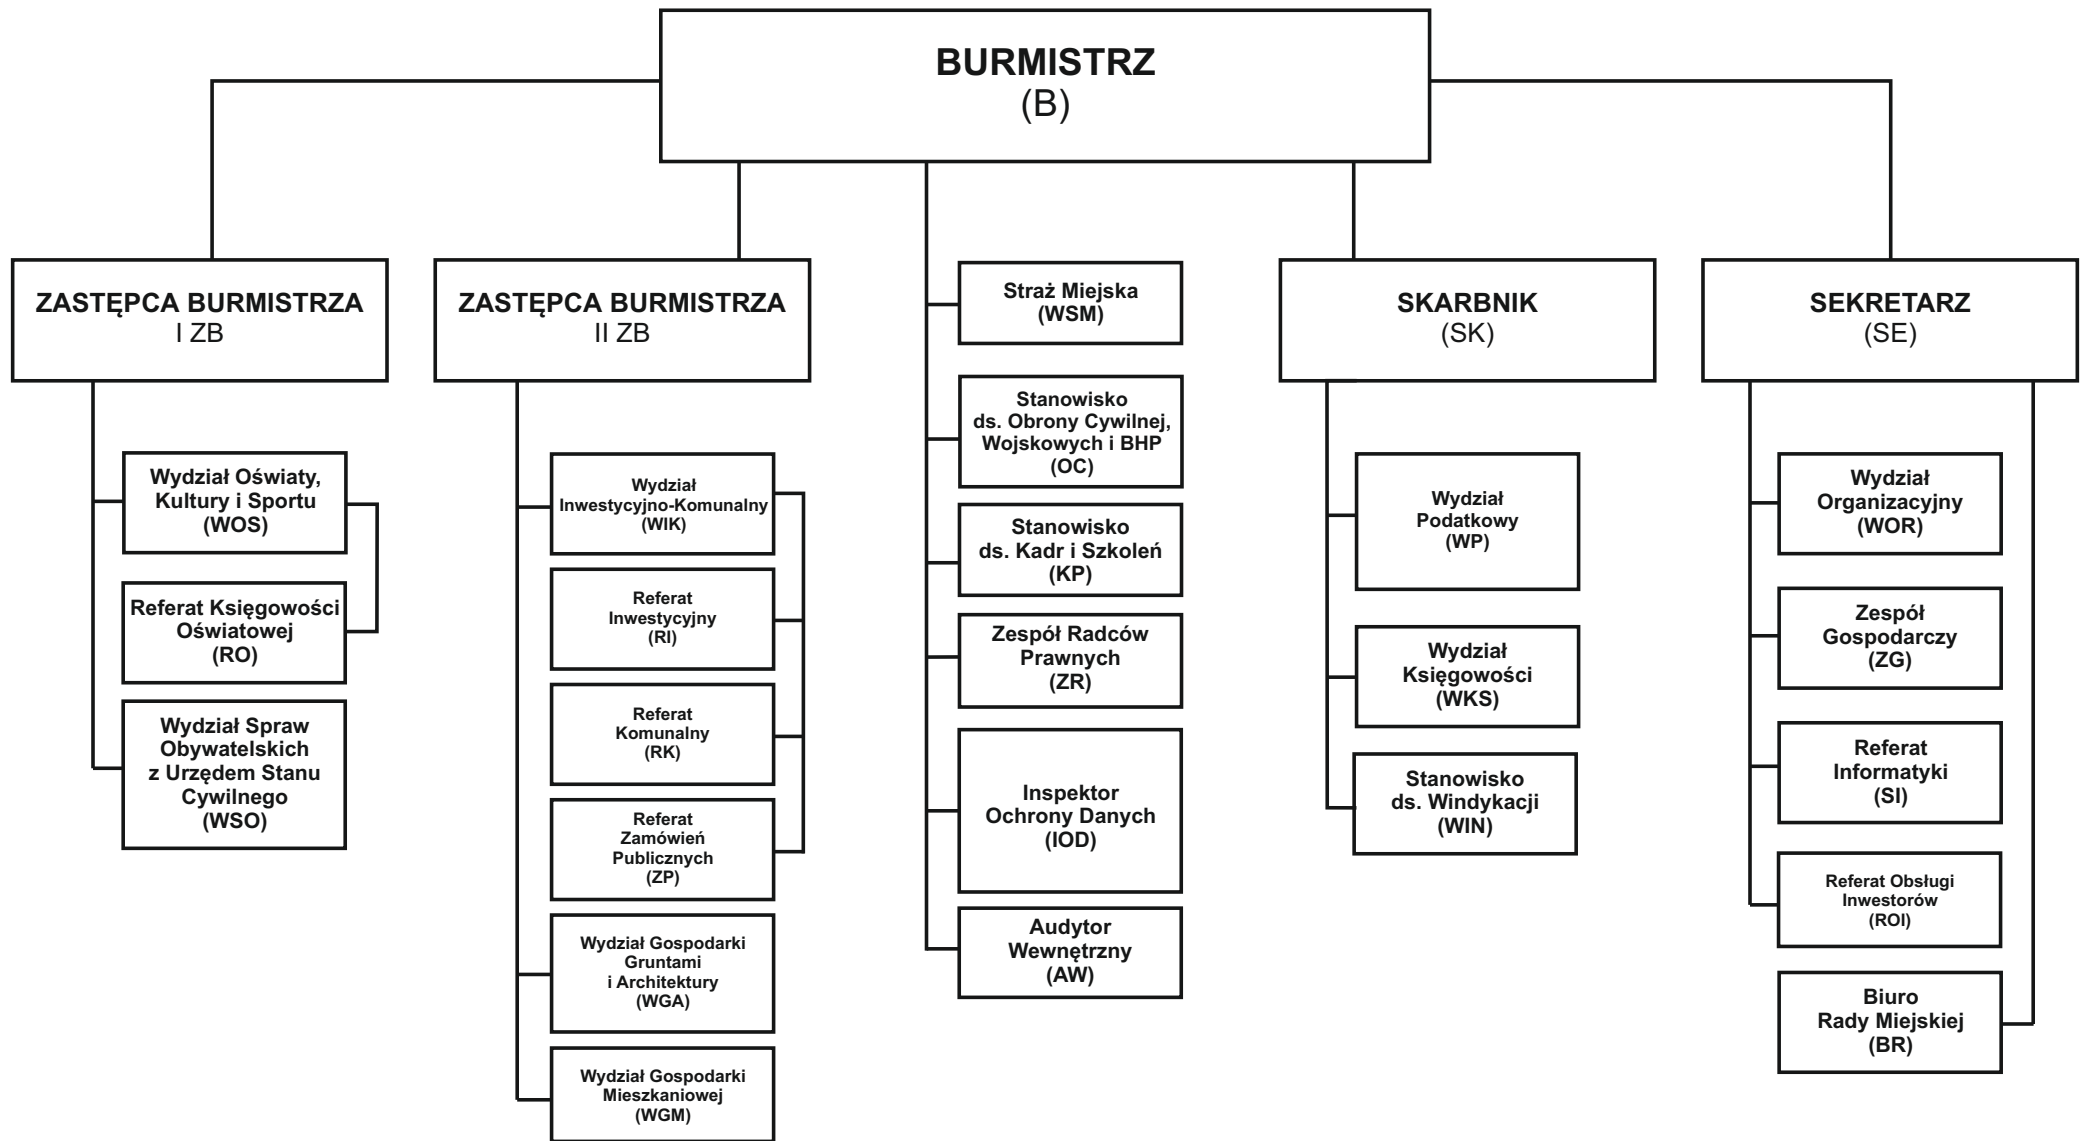 BURMISTRZ
(B)
ZASTĘPCA BURMISTRZA
I ZB
Wydział Oświaty,
Kultury i Sportu
(WOS)
Referat Księgowości
Oświatowej
(RO)
Wydział Spraw
Obywatelskich
z Urzędem Stanu
Cywilnego
(WSO)
ZASTĘPCA BURMISTRZA
II ZB
Wydział
Inwestycyjno-Komunalny
(WIK)
Referat
Inwestycyjny
(RI)
Referat
Komunalny
(RK)
Referat
Zamówień
Publicznych
(ZP)
Wydział Gospodarki
Gruntami
i Architektury
(WGA)
Wydział Gospodarki
Mieszkaniowej
(WGM)
Straż Miejska
(WSM)
Stanowisko
ds. Obrony Cywilnej,
Wojskowych i BHP
(OC)
Stanowisko
ds. Kadr i Szkoleń
(KP)
Zespół Radców
Prawnych
(ZR)
Inspektor
Ochrony Danych
(IOD)
Audytor
Wewnętrzny
(AW)
SKARBNIK
(SK)
Wydział
Podatkowy
(WP)
Wydział
Księgowości
(WKS)
Stanowisko
ds. Windykacji
(WIN)
SEKRETARZ
(SE)
Wydział
Organizacyjny
(WOR)
Zespół
Gospodarczy
(ZG)
Referat
Informatyki
(SI)
Referat Obsługi
Inwestorów
(ROI)
Biuro
Rady Miejskiej
(BR)